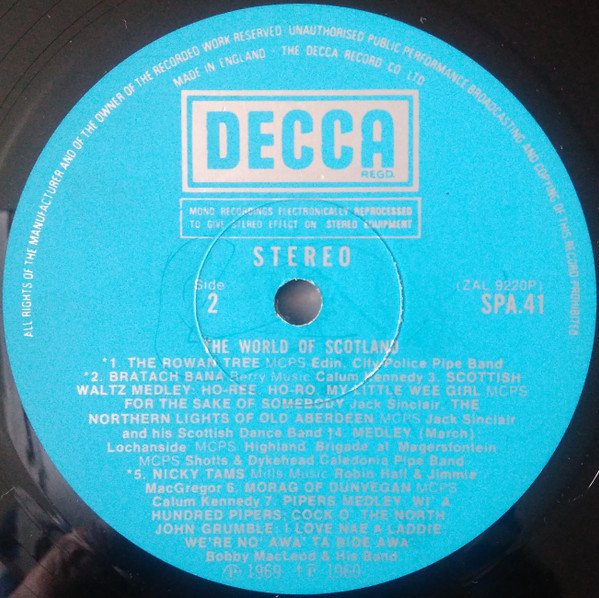 ALL RIGHTS OF THE MANUFACTURER AND OF THE OWNER OF THE RECORDED WORK RESERVED UNAUTHORISED PUBLIC PERFORMANCE BROADCASTING AND COPYING OF THIS RECORD PROHIBITED
MADE IN ENGLAND · THE DECCA RECORD CO LTD
DECCA
REGD.
MONO RECORDINGS ELECTRONICALLY REPROCESSED
TO GIVE STEREO EFFECT ON STEREO EQUIPMENT
STEREO
Side (ZAL 9220P)
2 SPA.41
THE WORLD OF SCOTLAND
*1. THE ROWAN TREE MCPS Edin. City Police Pipe Band
*2. BRATACH BANA Berry Music Calum Kennedy 3. SCOTTISH
WALTZ MEDLEY: HO-REE, HO-RO, MY LITTLE WEE GIRL MCPS
FOR THE SAKE OF SOMEBODY Jack Sinclair, THE
NORTHERN LIGHTS OF OLD ABERDEEN MCPS Jack Sinclair
and his Scottish Dance Band †4. MEDLEY (March)
Lochanside MCPS Highland Brigade at Magersfontein
MCPS Shotts & Dykehead Caledonia Pipe Band
*5. NICKY TAMS Mills Music Robin Hall & Jimmie
MacGregor 6. MORAG OF DUNVEGAN MCPS
Calum Kennedy 7. PIPERS MEDLEY: WI' A
HUNDRED PIPERS; COCK O' THE NORTH
JOHN GRUMBLE; I LOVE NAE A LADDIE;
WE'RE NO' AWA' TA BIDE AWA'
Bobby MacLeod & His Band
℗ 1969 †℗ 1960